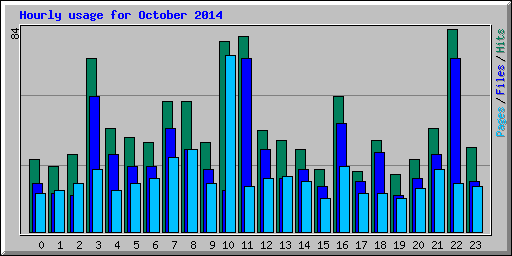 Hourly usage for October 2014
84
Pages/Files/Hits
0 1 2 3 4 5 6 7 8 9 10 11 12 13 14 15 16 17 18 19 20 21 22 23